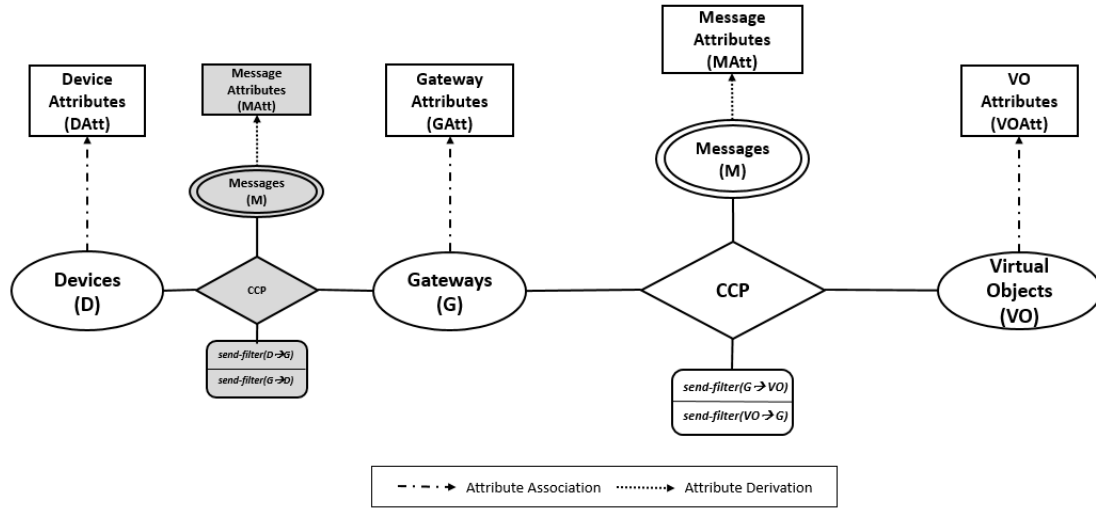 Device
Attributes
(DAtt)
Message
Attributes
(MAtt)
Gateway
Attributes
(GAtt)
Message
Attributes
(MAtt)
VO
Attributes
(VOAtt)
Messages
(M)
Messages
(M)
Devices
(D)
CCP
Gateways
(G)
CCP
Virtual
Objects
(VO)
send-filter(D→G)
send-filter(G→D)
send-filter(G→VO)
send-filter(VO→G)
Attribute Association
Attribute Derivation